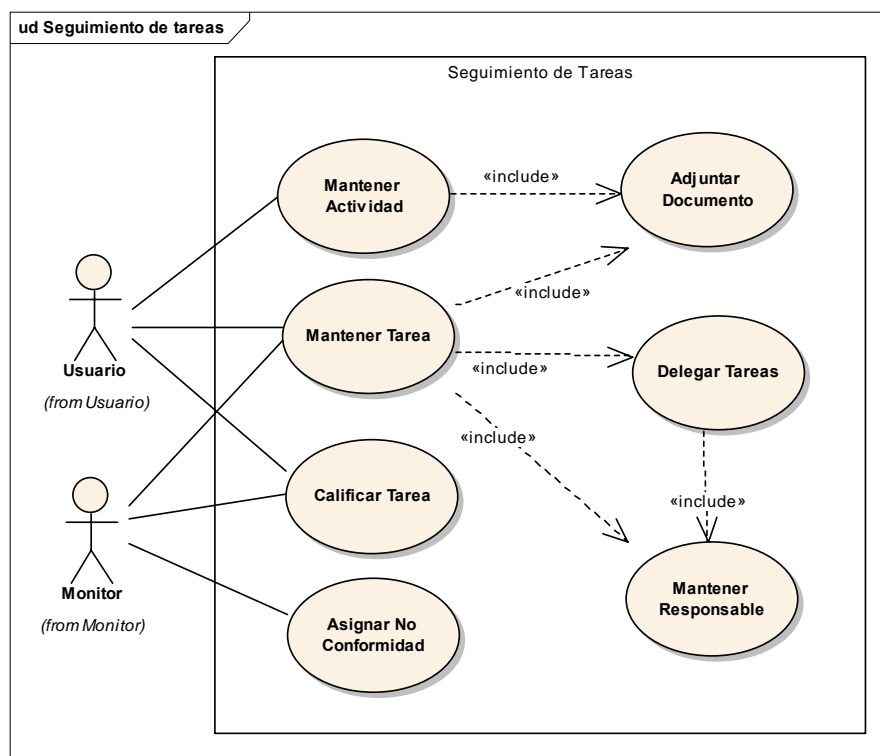 ud Seguimiento de tareas
Seguimiento de Tareas
Mantener
Actividad
«include»
Adjuntar
Documento
«include»
Mantener Tarea
«include»
Delegar Tareas
Usuario
(from Usuario)
«include»
Calificar Tarea
«include»
Monitor
(from Monitor)
Asignar No
Conformidad
Mantener
Responsable